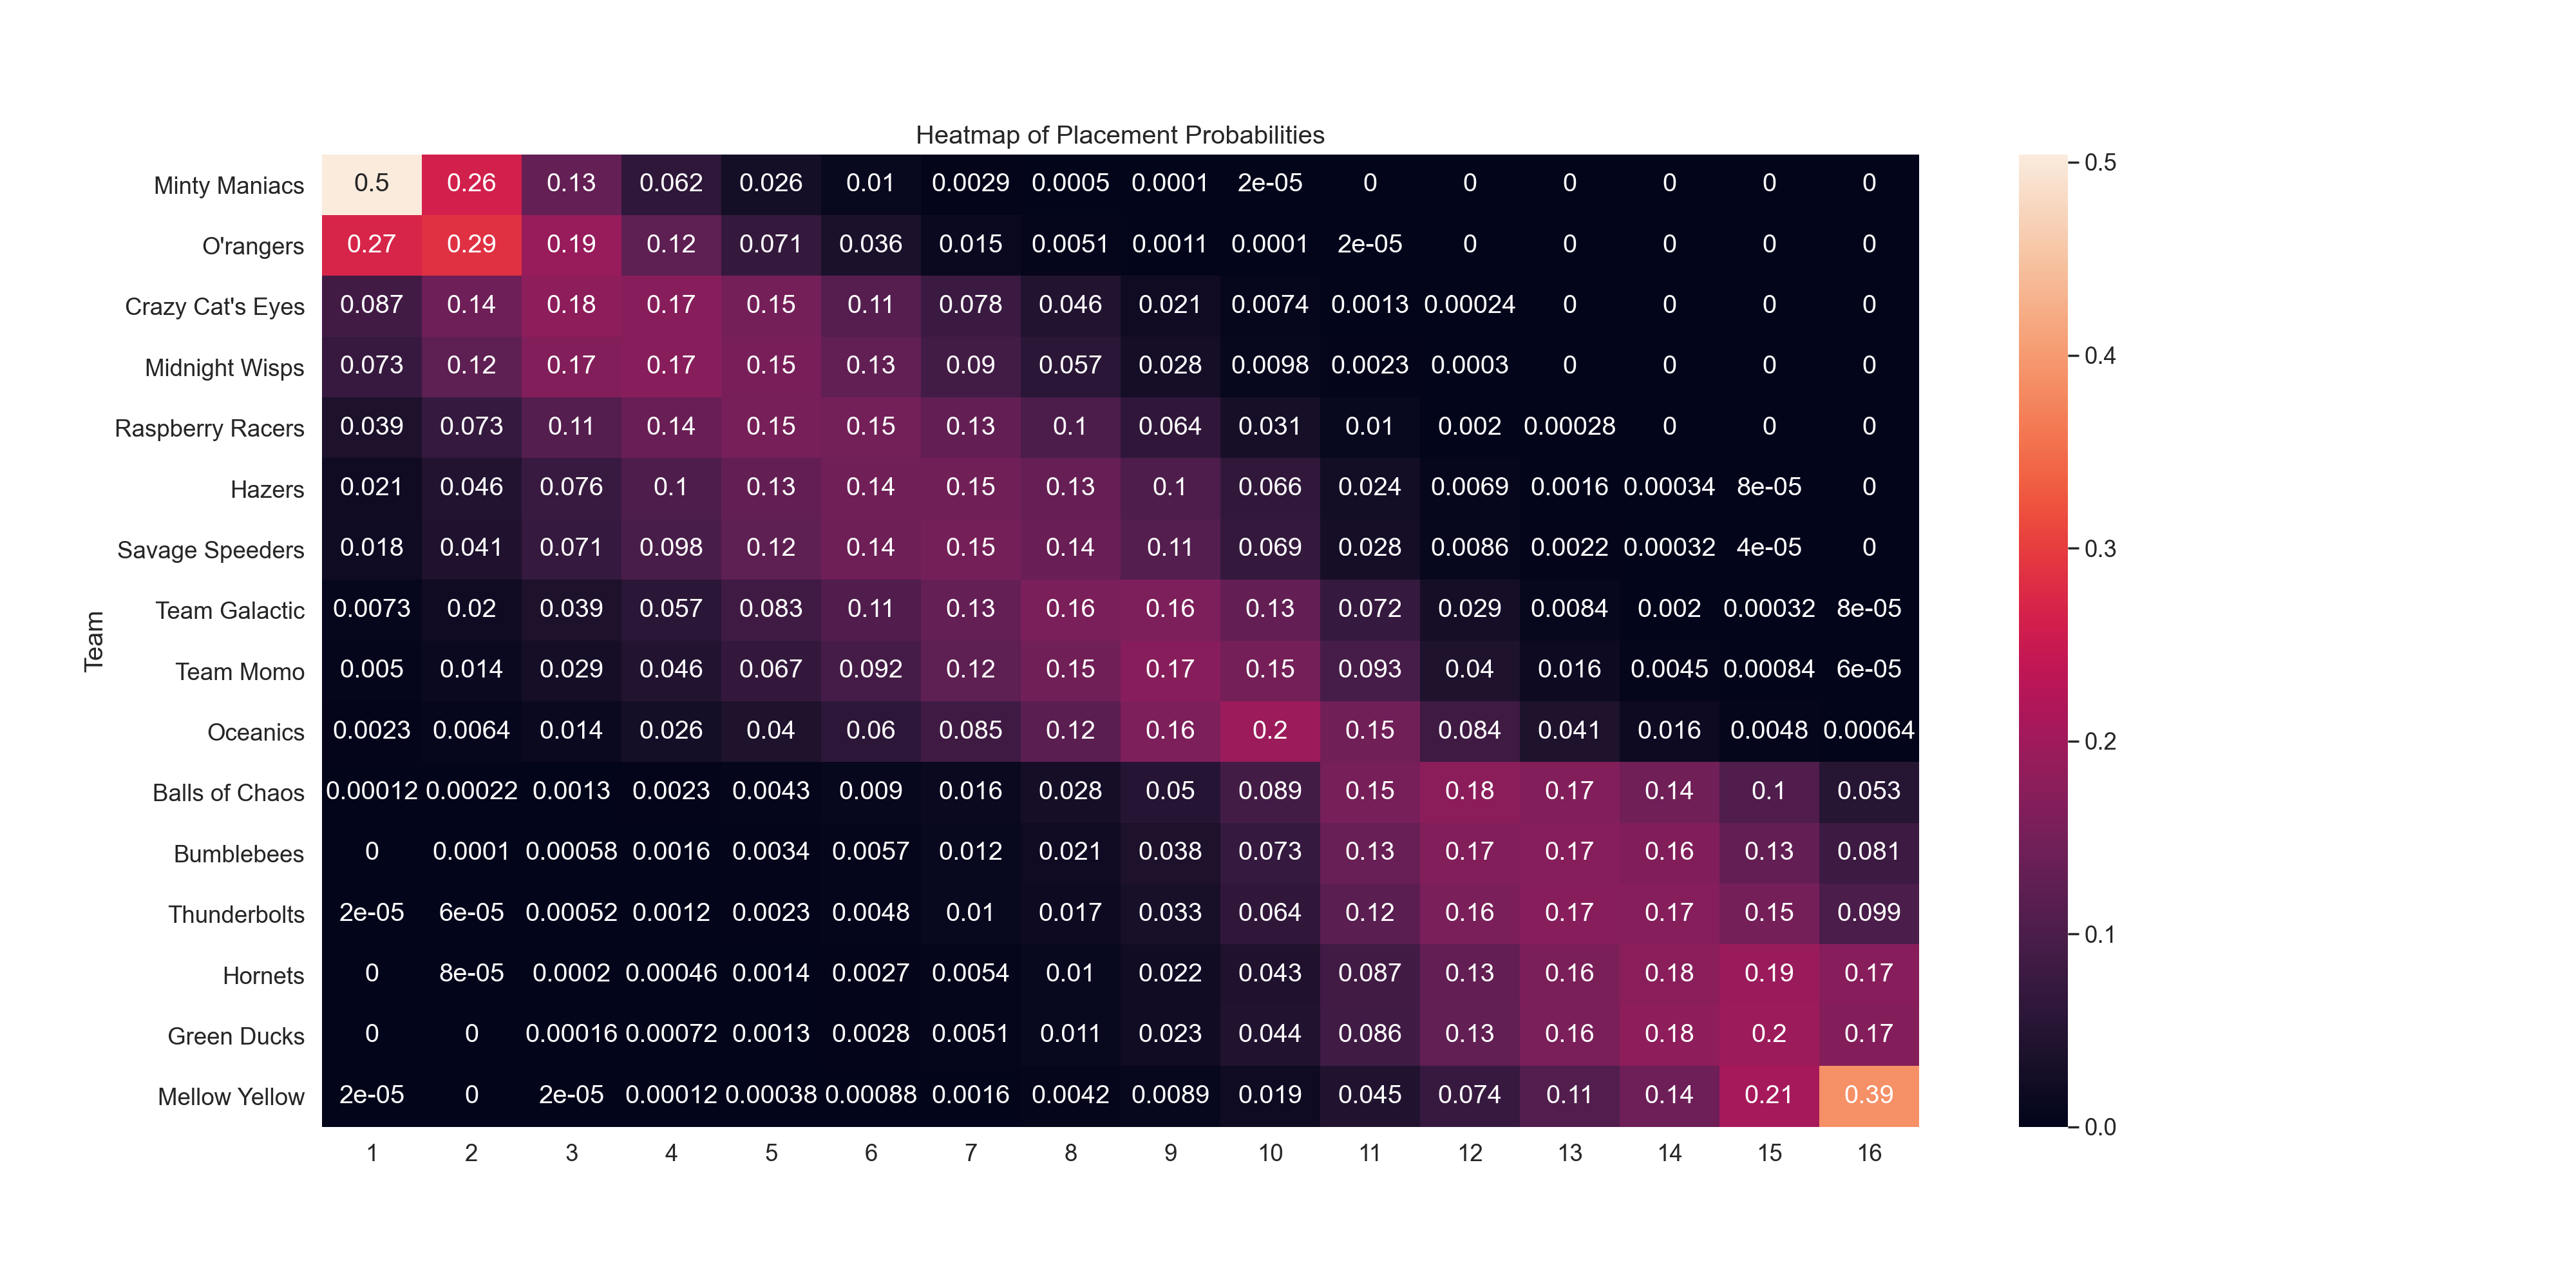 Heatmap of Placement Probabilities
Minty Maniacs 0.5 0.26 0.13 0.062 0.026 0.01 0.0029 0.0005 0.0001 2e-05 0 0 0 0 0 0
O'rangers 0.27 0.29 0.19 0.12 0.071 0.036 0.015 0.0051 0.0011 0.0001 2e-05 0 0 0 0 0
Crazy Cat's Eyes 0.087 0.14 0.18 0.17 0.15 0.11 0.078 0.046 0.021 0.0074 0.0013 0.00024 0 0 0 0
Midnight Wisps 0.073 0.12 0.17 0.17 0.15 0.13 0.09 0.057 0.028 0.0098 0.0023 0.0003 0 0 0 0
Raspberry Racers 0.039 0.073 0.11 0.14 0.15 0.15 0.13 0.1 0.064 0.031 0.01 0.002 0.00028 0 0 0
Hazers 0.021 0.046 0.076 0.1 0.13 0.14 0.15 0.13 0.1 0.066 0.024 0.0069 0.0016 0.00034 8e-05 0
Savage Speeders 0.018 0.041 0.071 0.098 0.12 0.14 0.15 0.14 0.11 0.069 0.028 0.0086 0.0022 0.00032 4e-05 0
Team Galactic 0.0073 0.02 0.039 0.057 0.083 0.11 0.13 0.16 0.16 0.13 0.072 0.029 0.0084 0.002 0.00032 8e-05
Team Momo 0.005 0.014 0.029 0.046 0.067 0.092 0.12 0.15 0.17 0.15 0.093 0.04 0.016 0.0045 0.00084 6e-05
Oceanics 0.0023 0.0064 0.014 0.026 0.04 0.06 0.085 0.12 0.16 0.2 0.15 0.084 0.041 0.016 0.0048 0.00064
Balls of Chaos 0.00012 0.00022 0.0013 0.0023 0.0043 0.009 0.016 0.028 0.05 0.089 0.15 0.18 0.17 0.14 0.1 0.053
Bumblebees 0 0.0001 0.00058 0.0016 0.0034 0.0057 0.012 0.021 0.038 0.073 0.13 0.17 0.17 0.16 0.13 0.081
Thunderbolts 2e-05 6e-05 0.00052 0.0012 0.0023 0.0048 0.01 0.017 0.033 0.064 0.12 0.16 0.17 0.17 0.15 0.099
Hornets 0 8e-05 0.0002 0.00046 0.0014 0.0027 0.0054 0.01 0.022 0.043 0.087 0.13 0.16 0.18 0.19 0.17
Green Ducks 0 0 0.00016 0.00072 0.0013 0.0028 0.0051 0.011 0.023 0.044 0.086 0.13 0.16 0.18 0.2 0.17
Mellow Yellow 2e-05 0 2e-05 0.00012 0.00038 0.00088 0.0016 0.0042 0.0089 0.019 0.045 0.074 0.11 0.14 0.21 0.39
1 2 3 4 5 6 7 8 9 10 11 12 13 14 15 16
Team
0.5
0.4
0.3
0.2
0.1
0.0